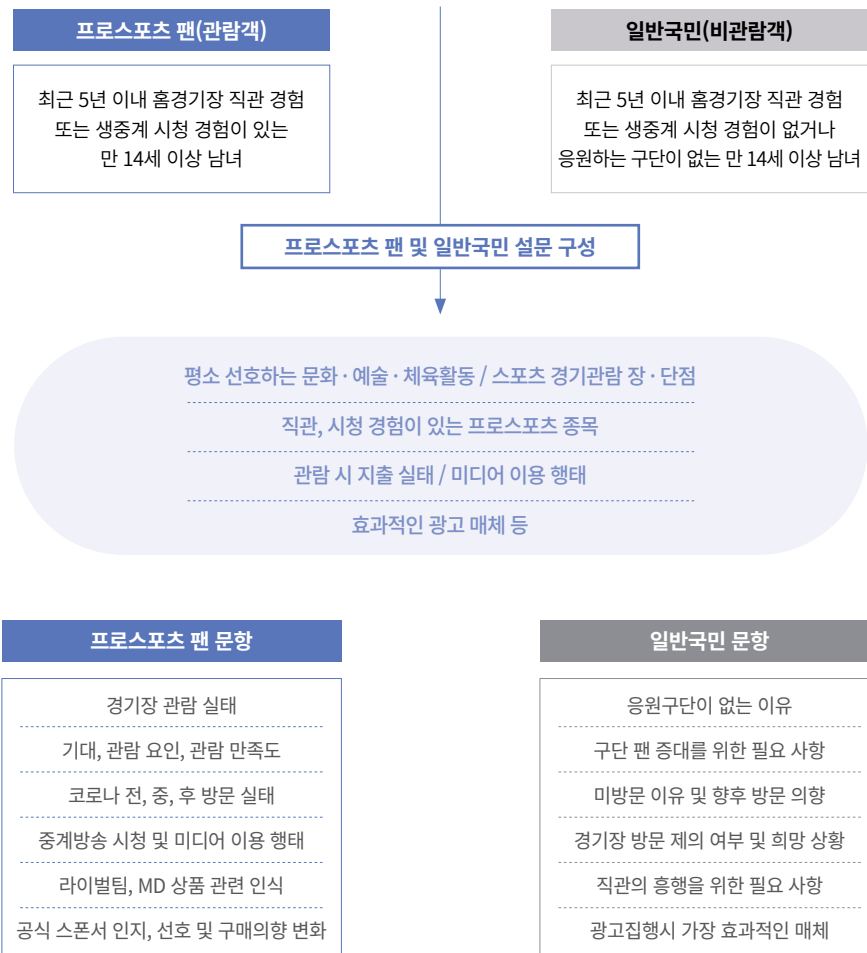 프로스포츠 팬(관람객)
최근 5년 이내 홈경기장 직관 경험
또는 생중계 시청 경험이 있는
만 14세 이상 남녀
일반국민(비관람객)
최근 5년 이내 홈경기장 직관 경험
또는 생중계 시청 경험이 없거나
응원하는 구단이 없는 만 14세 이상 남녀
프로스포츠 팬 및 일반국민 설문 구성
평소 선호하는 문화·예술·체육활동 / 스포츠 경기관람 장·단점
직관, 시청 경험이 있는 프로스포츠 종목
관람 시 지출 실태 / 미디어 이용 행태
효과적인 광고 매체 등
프로스포츠 팬 문항
경기장 관람 실태
기대, 관람 요인, 관람 만족도
코로나 전, 중, 후 방문 실태
중계방송 시청 및 미디어 이용 행태
라이벌팀, MD 상품 관련 인식
공식 스폰서 인지, 선호 및 구매의향 변화
일반국민 문항
응원구단이 없는 이유
구단 팬 증대를 위한 필요 사항
미방문 이유 및 향후 방문 의향
경기장 방문 제의 여부 및 희망 상황
직관의 흥행을 위한 필요 사항
광고집행시 가장 효과적인 매체